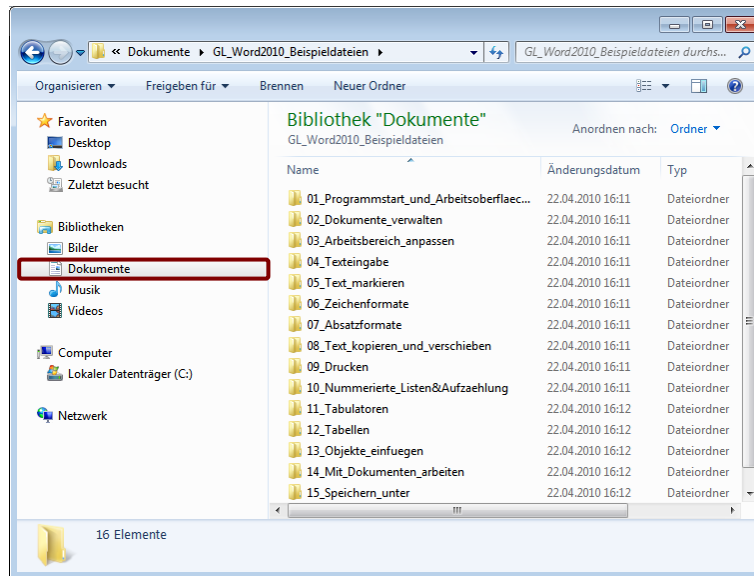 « Dokumente ▸ GL_Word2010_Beispieldateien ▸
GL_Word2010_Beispieldateien durchs...
Organisieren Freigeben für Brennen Neuer Ordner
Favoriten
Desktop
Downloads
Zuletzt besucht
Bibliotheken
Bilder
Dokumente
Musik
Videos
Computer
Lokaler Datenträger (C:)
Netzwerk
Bibliothek "Dokumente"
GL_Word2010_Beispieldateien
Anordnen nach: Ordner
Name Änderungsdatum Typ
01_Programmstart_und_Arbeitsoberflaec... 22.04.2010 16:11 Dateiordner
02_Dokumente_verwalten 22.04.2010 16:11 Dateiordner
03_Arbeitsbereich_anpassen 22.04.2010 16:11 Dateiordner
04_Texteingabe 22.04.2010 16:11 Dateiordner
05_Text_markieren 22.04.2010 16:11 Dateiordner
06_Zeichenformate 22.04.2010 16:11 Dateiordner
07_Absatzformate 22.04.2010 16:11 Dateiordner
08_Text_kopieren_und_verschieben 22.04.2010 16:11 Dateiordner
09_Drucken 22.04.2010 16:11 Dateiordner
10_Nummerierte_Listen&Aufzaehlung 22.04.2010 16:11 Dateiordner
11_Tabulatoren 22.04.2010 16:12 Dateiordner
12_Tabellen 22.04.2010 16:12 Dateiordner
13_Objekte_einfuegen 22.04.2010 16:12 Dateiordner
14_Mit_Dokumenten_arbeiten 22.04.2010 16:12 Dateiordner
15_Speichern_unter 22.04.2010 16:12 Dateiordner
16 Elemente